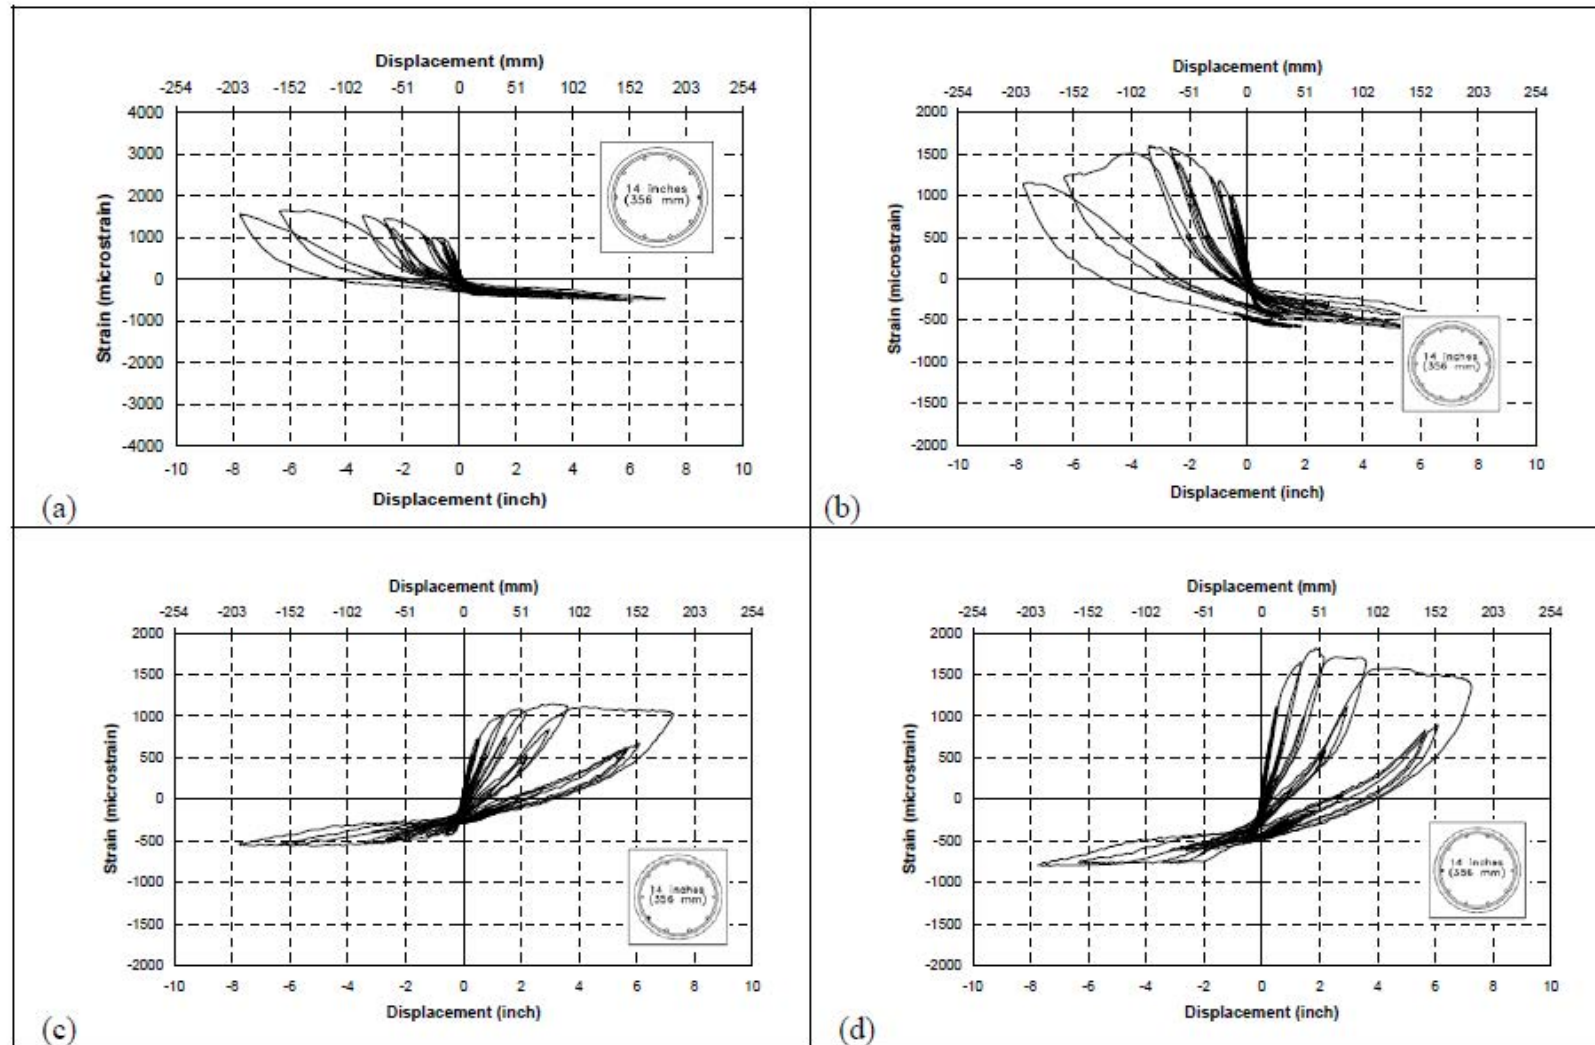 Displacement (mm)
-254 -203 -152 -102 -51 0 51 102 152 203 254
4000
3000
2000
1000
0
-1000
-2000
-3000
-4000
Strain (microstrain)
14 inches
(356 mm)
-10 -8 -6 -4 -2 0 2 4 6 8 10
Displacement (inch)
(a)
Displacement (mm)
-254 -203 -152 -102 -51 0 51 102 152 203 254
2000
1500
1000
500
0
-500
-1000
-1500
-2000
Strain (microstrain)
14 inches
(356 mm)
-10 -8 -6 -4 -2 0 2 4 6 8 10
Displacement (inch)
(b)
Displacement (mm)
-254 -203 -152 -102 -51 0 51 102 152 203 254
2000
1500
1000
500
0
-500
-1000
-1500
-2000
Strain (microstrain)
14 inches
(356 mm)
-10 -8 -6 -4 -2 0 2 4 6 8 10
Displacement (inch)
(c)
Displacement (mm)
-254 -203 -152 -102 -51 0 51 102 152 203 254
2000
1500
1000
500
0
-500
-1000
-1500
-2000
Strain (microstrain)
14 inches
(356 mm)
-10 -8 -6 -4 -2 0 2 4 6 8 10
Displacement (inch)
(d)